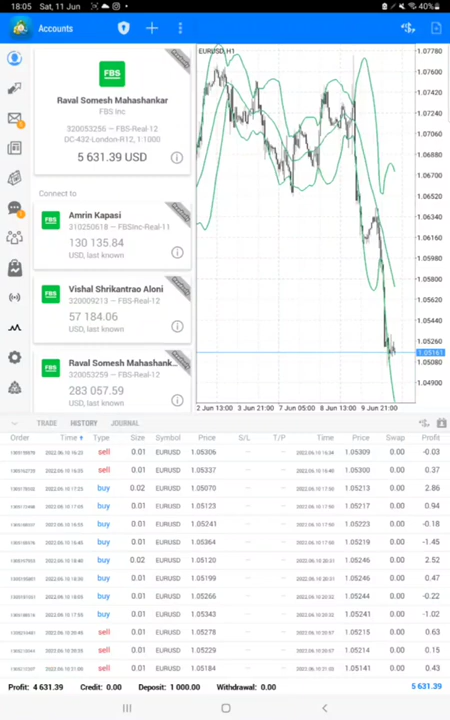 18:05 Sat, 11 Jun 40%
Accounts
FBS
Raval Somesh Mahashankar
FBS Inc
320053256 — FBS-Real-12
DC-432-London-R12, 1:1000
5 631.39 USD
Connect to
FBS
Amrin Kapasi
310250618 — FBSInc-Real-11
130 135.84
USD, last known
FBS
Vishal Shrikantrao Aloni
320009213 — FBS-Real-12
57 184.06
USD, last known
FBS
Raval Somesh Mahashank...
320053259 — FBS-Real-12
283 057.59
USD, last known
EURUSD,H1
1.07780
1.07600
1.07420
1.07240
1.07060
1.06880
1.06700
1.06520
1.06340
1.06160
1.05980
1.05800
1.05620
1.05440
1.05260
1.05161
1.05080
1.04900
2 Jun 13:00 3 Jun 21:00 7 Jun 05:00 8 Jun 13:00 9 Jun 21:00
TRADE HISTORY JOURNAL
Order Time Type Size Symbol Price S/L T/P Time Price Swap Profit
sell 0.01 EURUSD 1.05306 — — 1.05309 0.00 -0.03
sell 0.01 EURUSD 1.05337 — — 1.05300 0.00 0.37
buy 0.02 EURUSD 1.05070 — — 1.05213 0.00 2.86
buy 0.01 EURUSD 1.05123 — — 1.05217 0.00 0.94
buy 0.01 EURUSD 1.05241 — — 1.05223 0.00 -0.18
buy 0.01 EURUSD 1.05364 — — 1.05219 0.00 -1.45
buy 0.02 EURUSD 1.05120 — — 1.05246 0.00 2.52
buy 0.01 EURUSD 1.05199 — — 1.05246 0.00 0.47
buy 0.01 EURUSD 1.05266 — — 1.05244 0.00 -0.22
buy 0.01 EURUSD 1.05343 — — 1.05241 0.00 -1.02
sell 0.01 EURUSD 1.05278 — — 1.05215 0.00 0.63
sell 0.01 EURUSD 1.05229 — — 1.05214 0.00 0.15
sell 0.01 EURUSD 1.05184 — — 1.05141 0.00 0.43
Profit: 4 631.39 Credit: 0.00 Deposit: 1 000.00 Withdrawal: 0.00 5 631.39